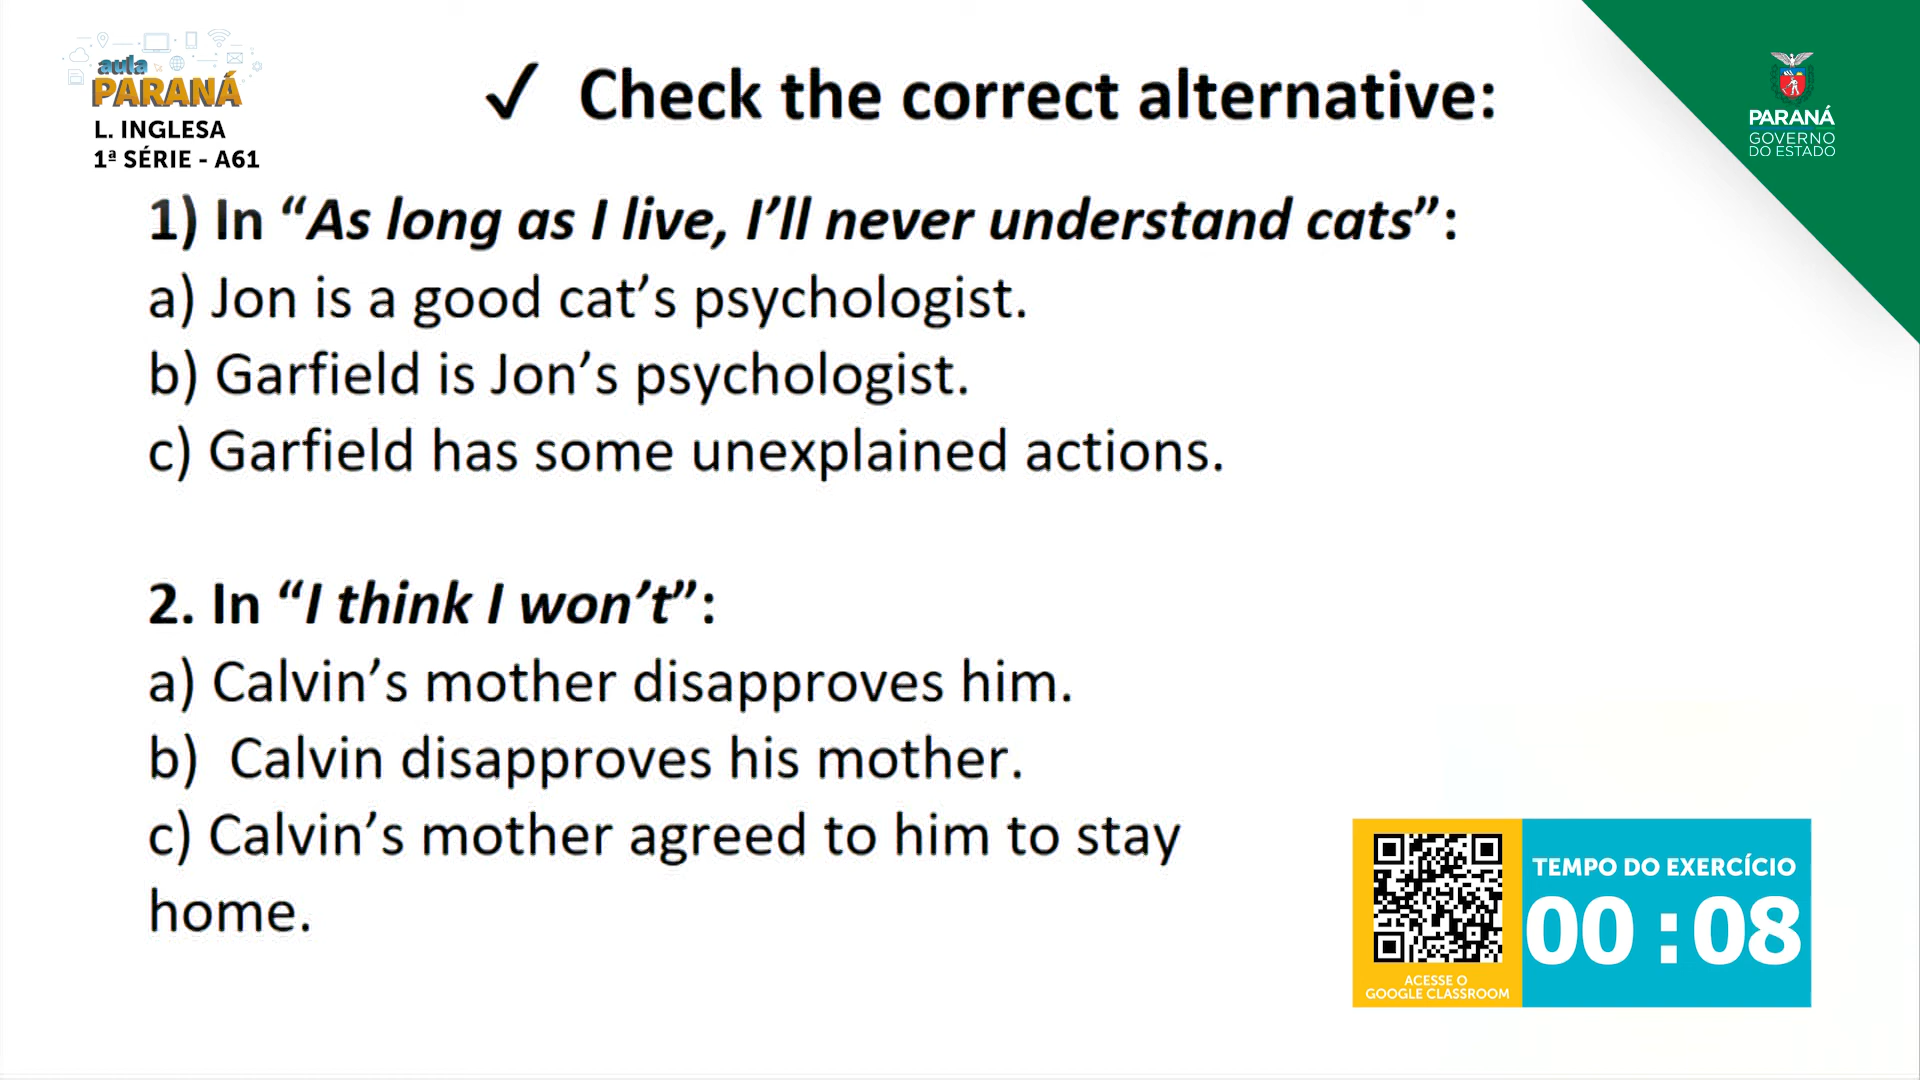 aula
PARANÁ
L. INGLESA
1ª SÉRIE - A61
✓ Check the correct alternative:
PARANÁ
GOVERNO
DO ESTADO
1) In “As long as I live, I’ll never understand cats”:
a) Jon is a good cat’s psychologist.
b) Garfield is Jon’s psychologist.
c) Garfield has some unexplained actions.
2. In “I think I won’t”:
a) Calvin’s mother disapproves him.
b) Calvin disapproves his mother.
c) Calvin’s mother agreed to him to stay
home.
TEMPO DO EXERCÍCIO
00 : 08
ACESSE O
GOOGLE CLASSROOM